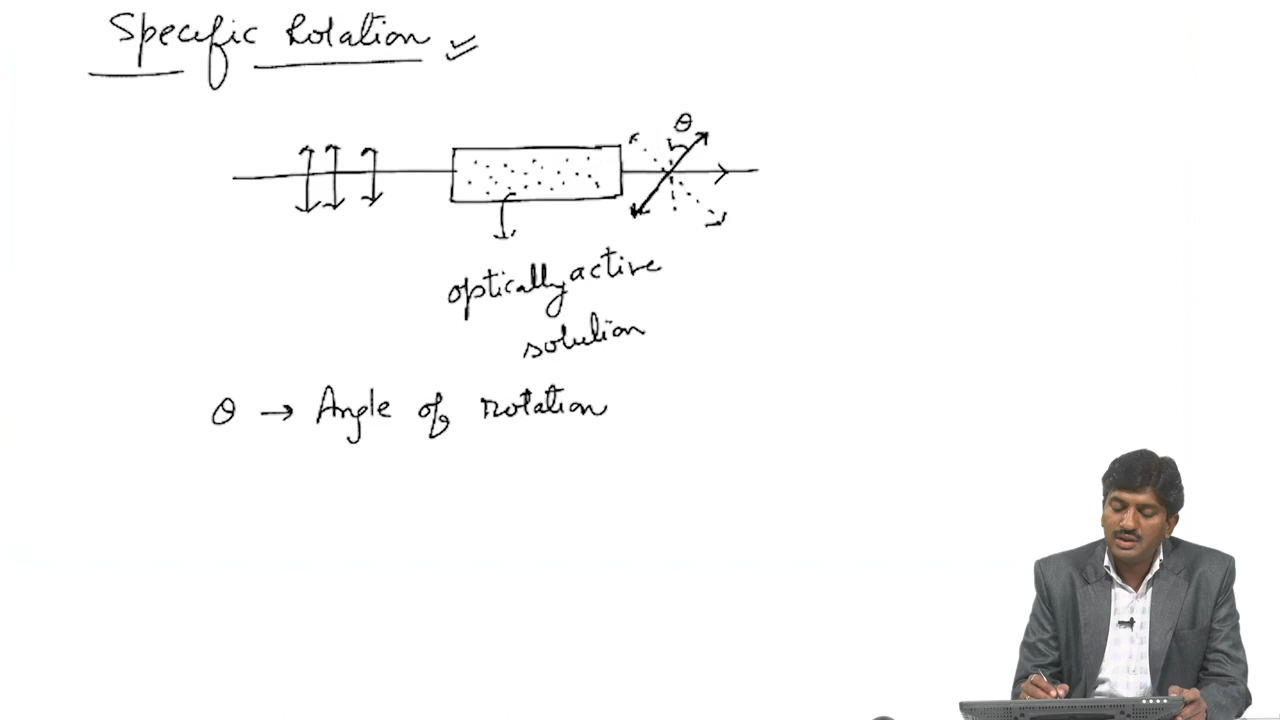 Specific Rotation
θ
optically active
solution
θ → Angle of rotation